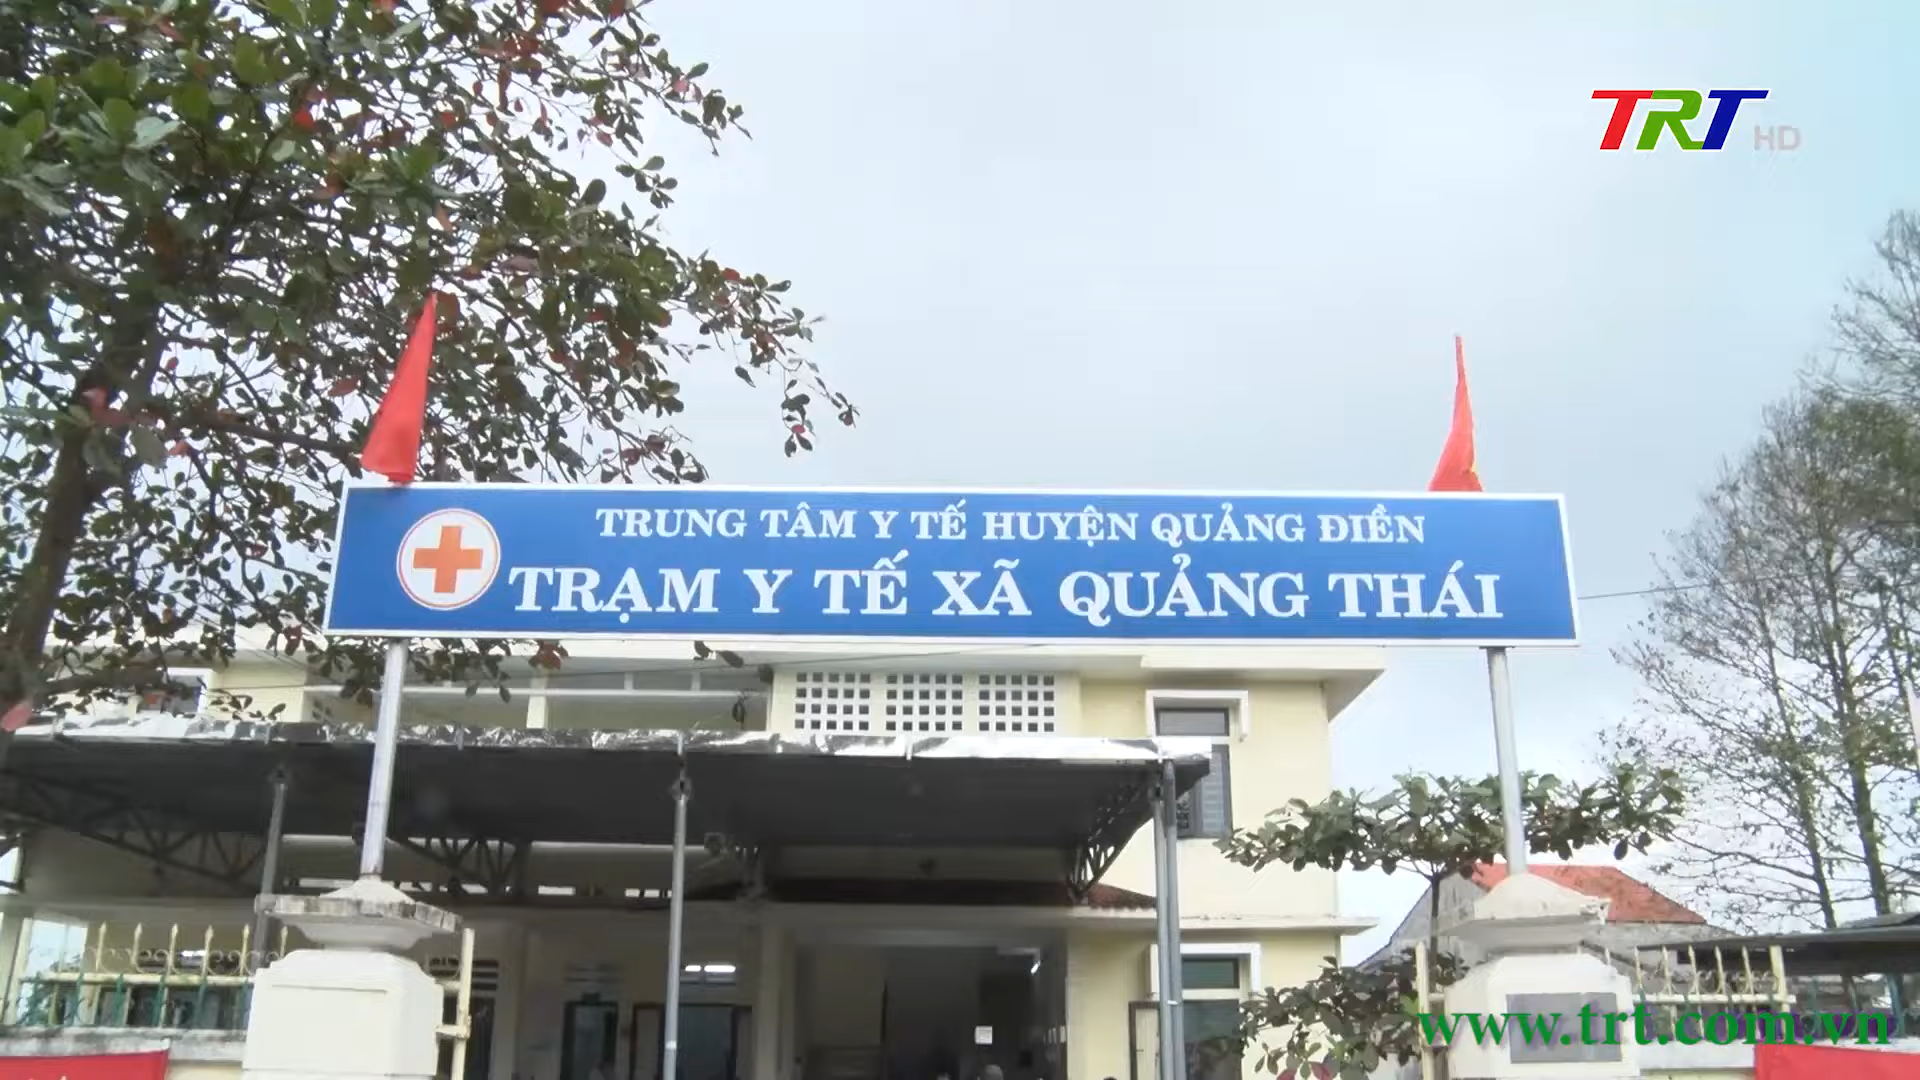 TRT HD
TRUNG TÂM Y TẾ HUYỆN QUẢNG ĐIỀN
TRẠM Y TẾ XÃ QUẢNG THÁI
www.trt.com.vn